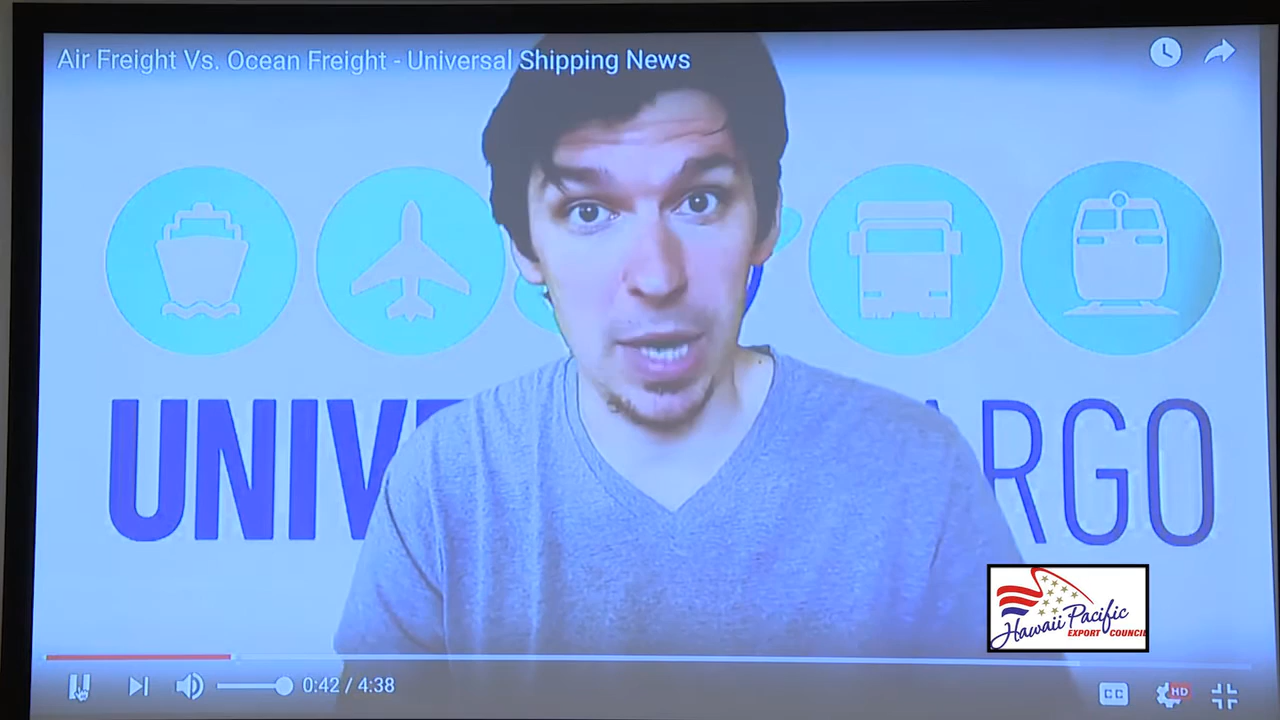 Air Freight Vs. Ocean Freight - Universal Shipping News
UNIV
ARGO
Hawaii Pacific
EXPORT COUNCIL
0:42 / 4:38
CC
HD